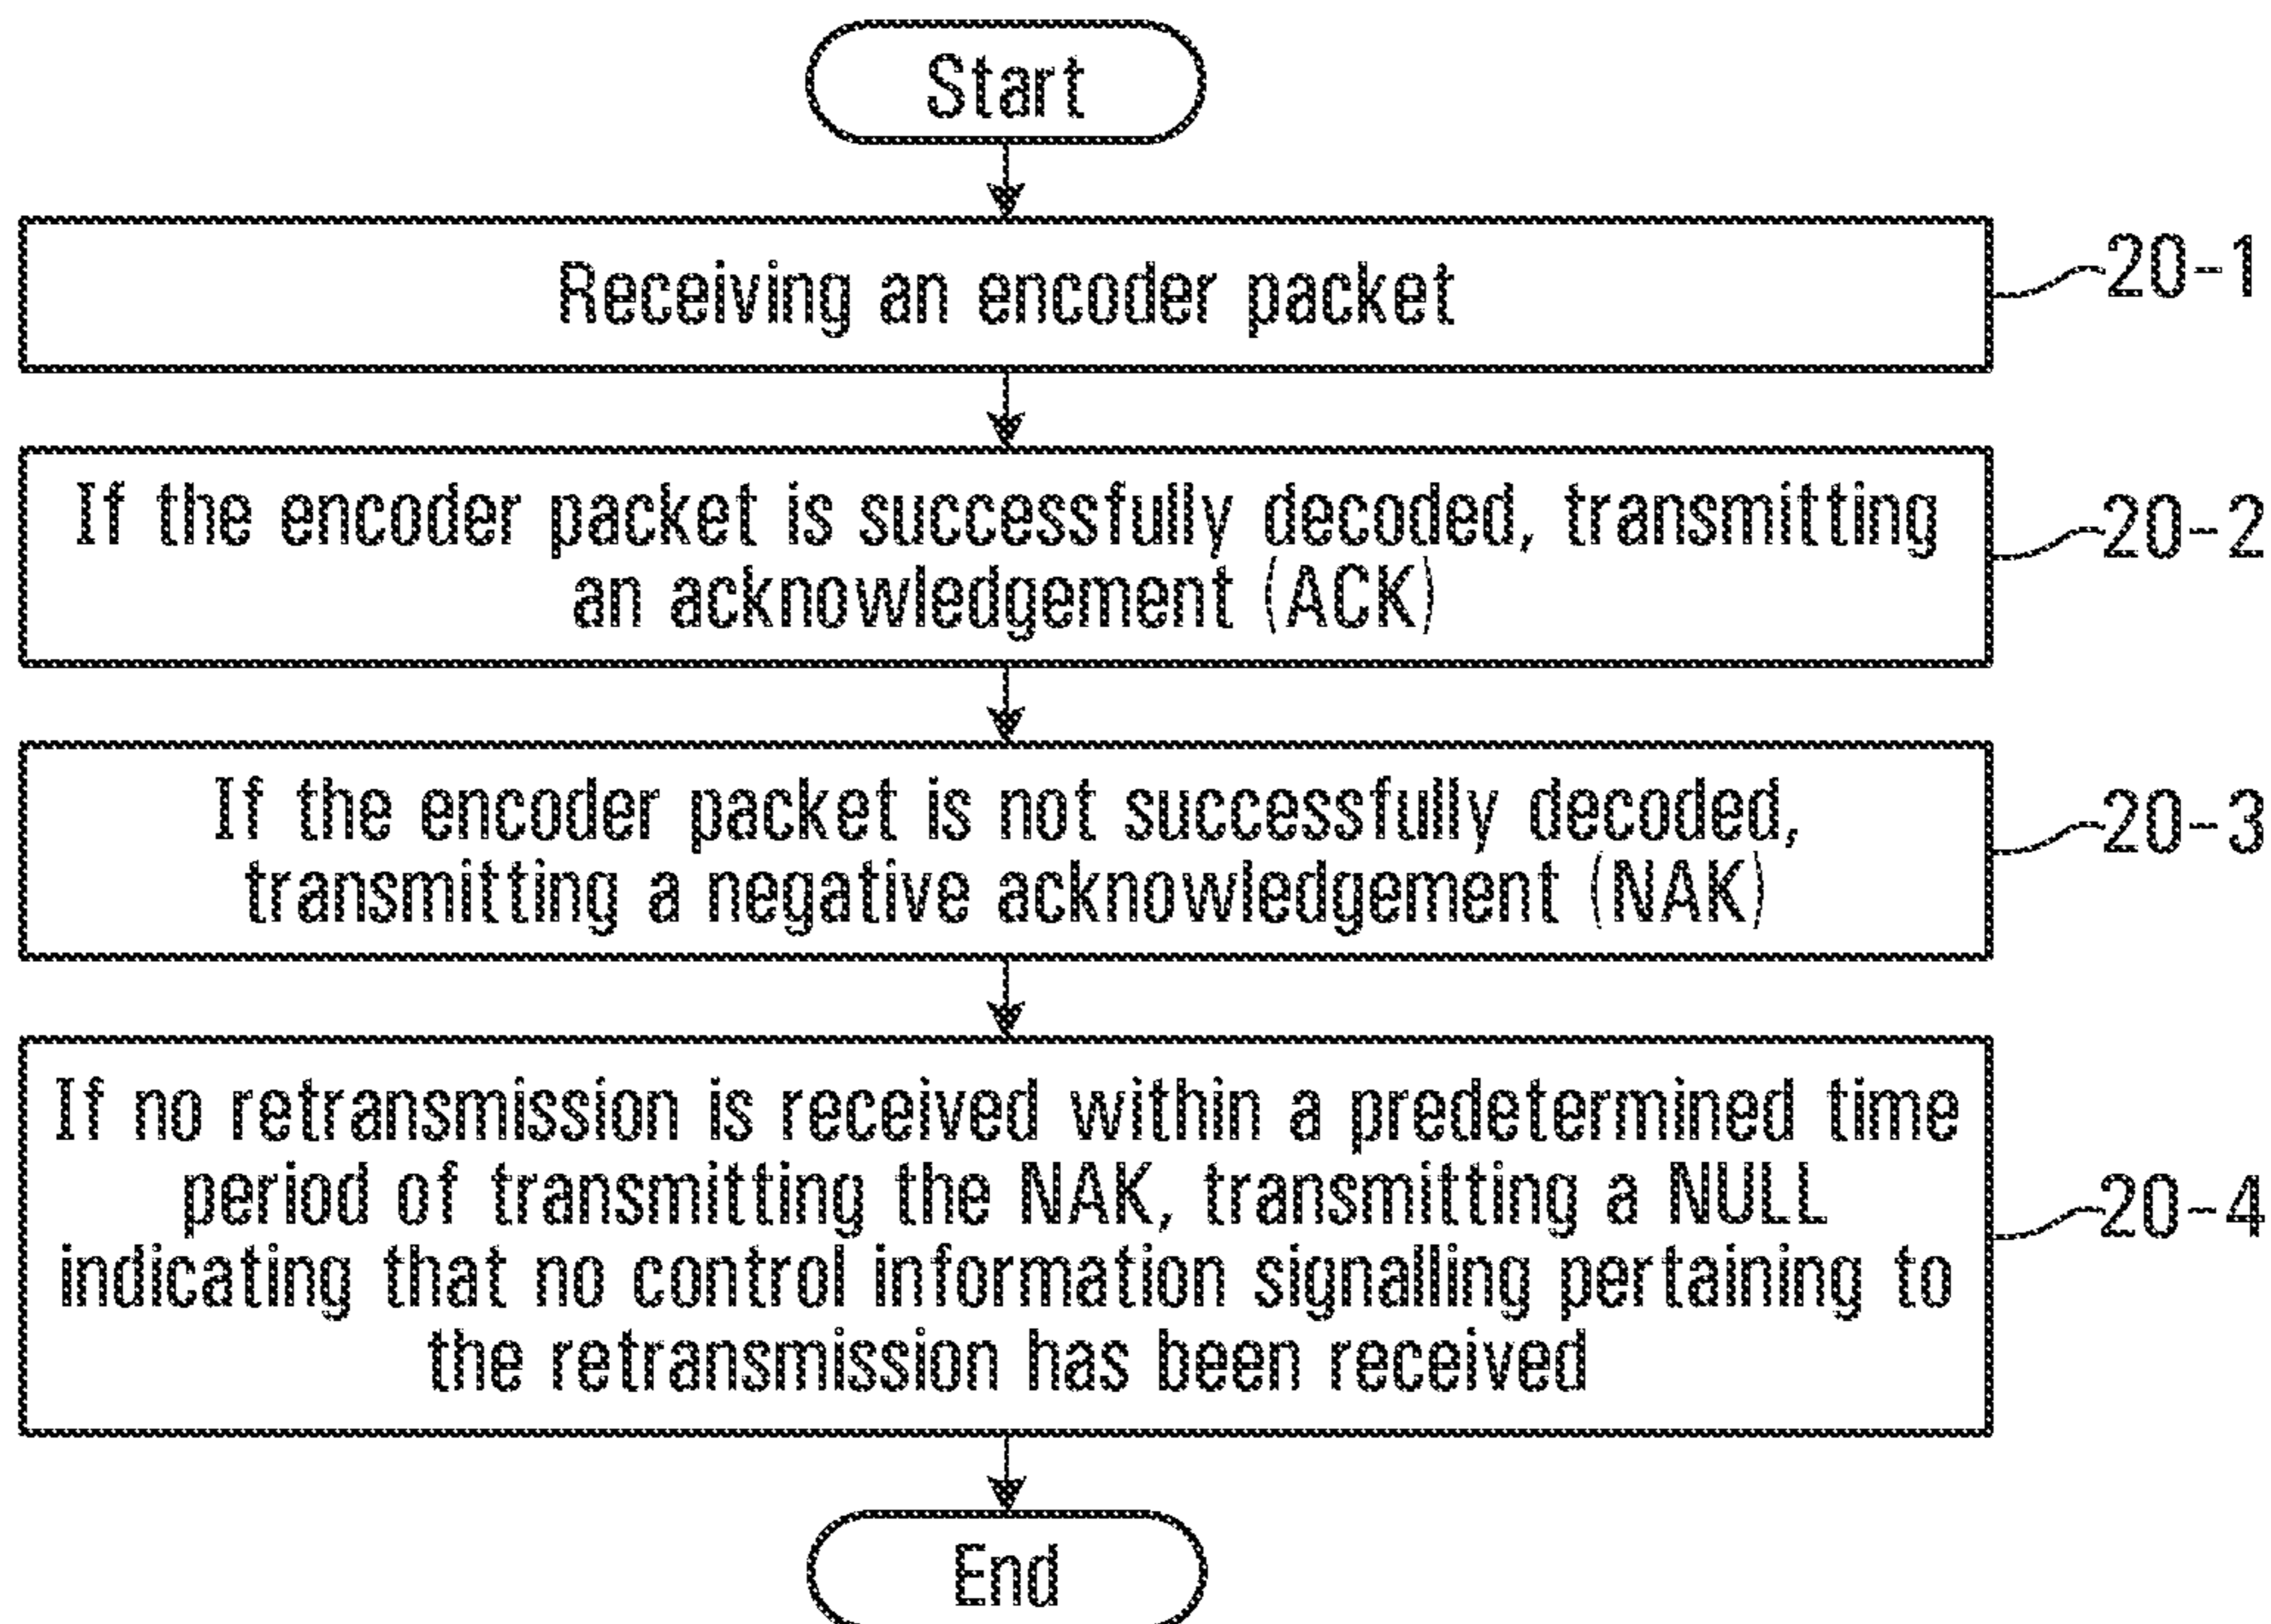 Start
Receiving an encoder packet
20-1
If the encoder packet is successfully decoded, transmitting
an acknowledgement (ACK)
20-2
If the encoder packet is not successfully decoded,
transmitting a negative acknowledgement (NAK)
20-3
If no retransmission is received within a predetermined time
period of transmitting the NAK, transmitting a NULL
indicating that no control information signalling pertaining to
the retransmission has been received
20-4
End